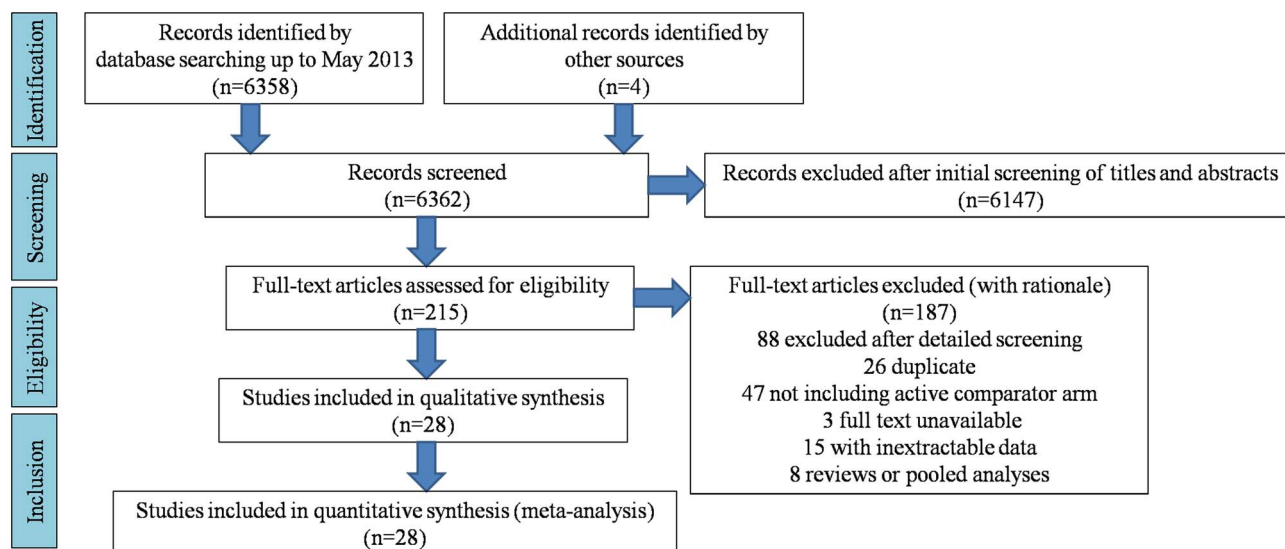 Identification
Records identified by
database searching up to May 2013
(n=6358)
Additional records identified by
other sources
(n=4)
Screening
Records screened
(n=6362)
Records excluded after initial screening of titles and abstracts
(n=6147)
Eligibility
Full-text articles assessed for eligibility
(n=215)
Full-text articles excluded (with rationale)
(n=187)
88 excluded after detailed screening
26 duplicate
47 not including active comparator arm
3 full text unavailable
15 with inextractable data
8 reviews or pooled analyses
Studies included in qualitative synthesis
(n=28)
Inclusion
Studies included in quantitative synthesis (meta-analysis)
(n=28)